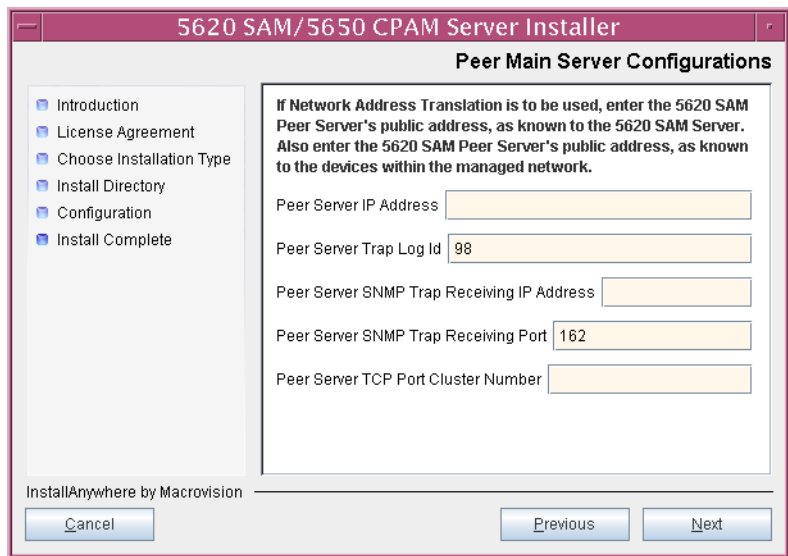 5620 SAM/5650 CPAM Server Installer
Peer Main Server Configurations
Introduction
License Agreement
Choose Installation Type
Install Directory
Configuration
Install Complete
If Network Address Translation is to be used, enter the 5620 SAM
Peer Server's public address, as known to the 5620 SAM Server.
Also enter the 5620 SAM Peer Server's public address, as known
to the devices within the managed network.
Peer Server IP Address
Peer Server Trap Log Id 98
Peer Server SNMP Trap Receiving IP Address
Peer Server SNMP Trap Receiving Port 162
Peer Server TCP Port Cluster Number
InstallAnywhere by Macrovision
Cancel Previous Next